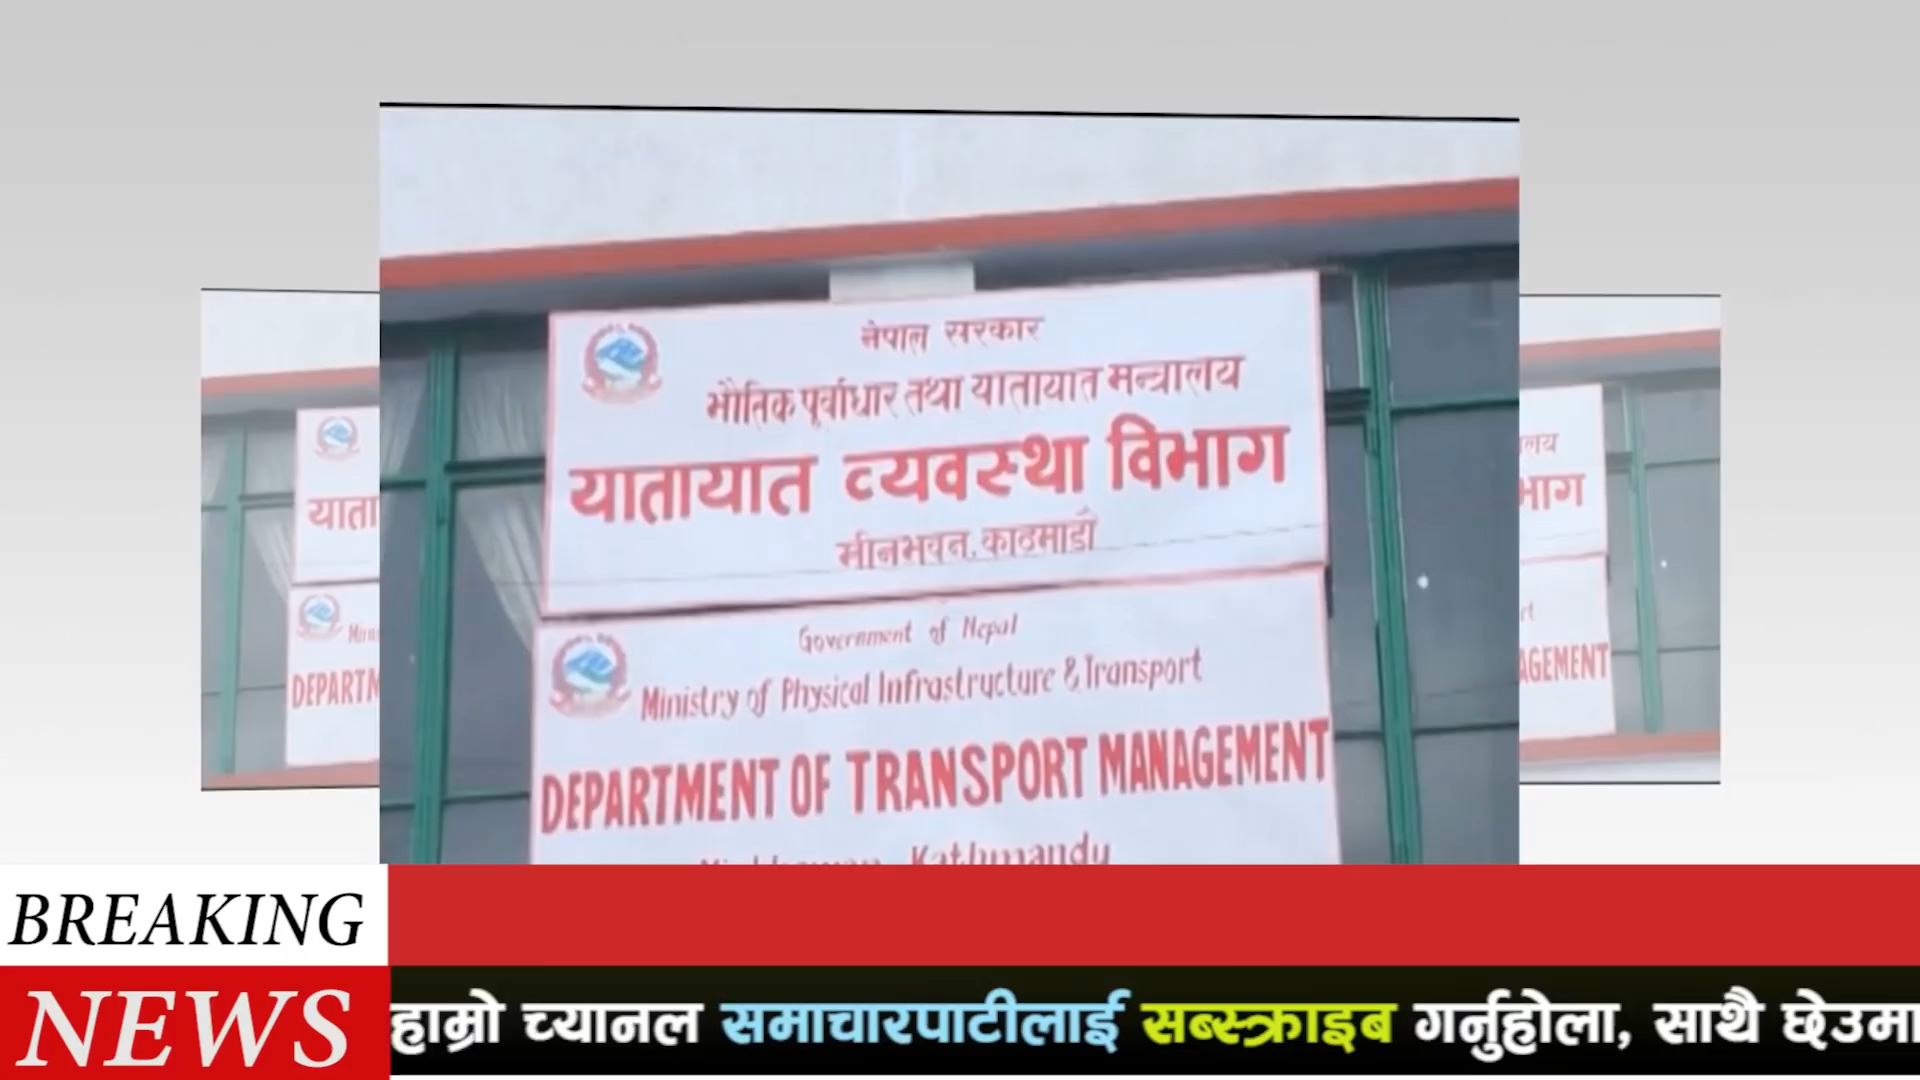 नेपाल सरकार
भौतिक पूर्वाधार तथा यातायात मन्त्रालय
यातायात व्यवस्था विभाग
मीनभवन, काठमाडौं
Government of Nepal
Ministry of Physical Infrastructure & Transport
DEPARTMENT OF TRANSPORT MANAGEMENT
Kathmandu
BREAKING
NEWS
हाम्रो च्यानल समाचारपाटीलाई सब्स्क्राइब गर्नुहोला, साथै छेउमा